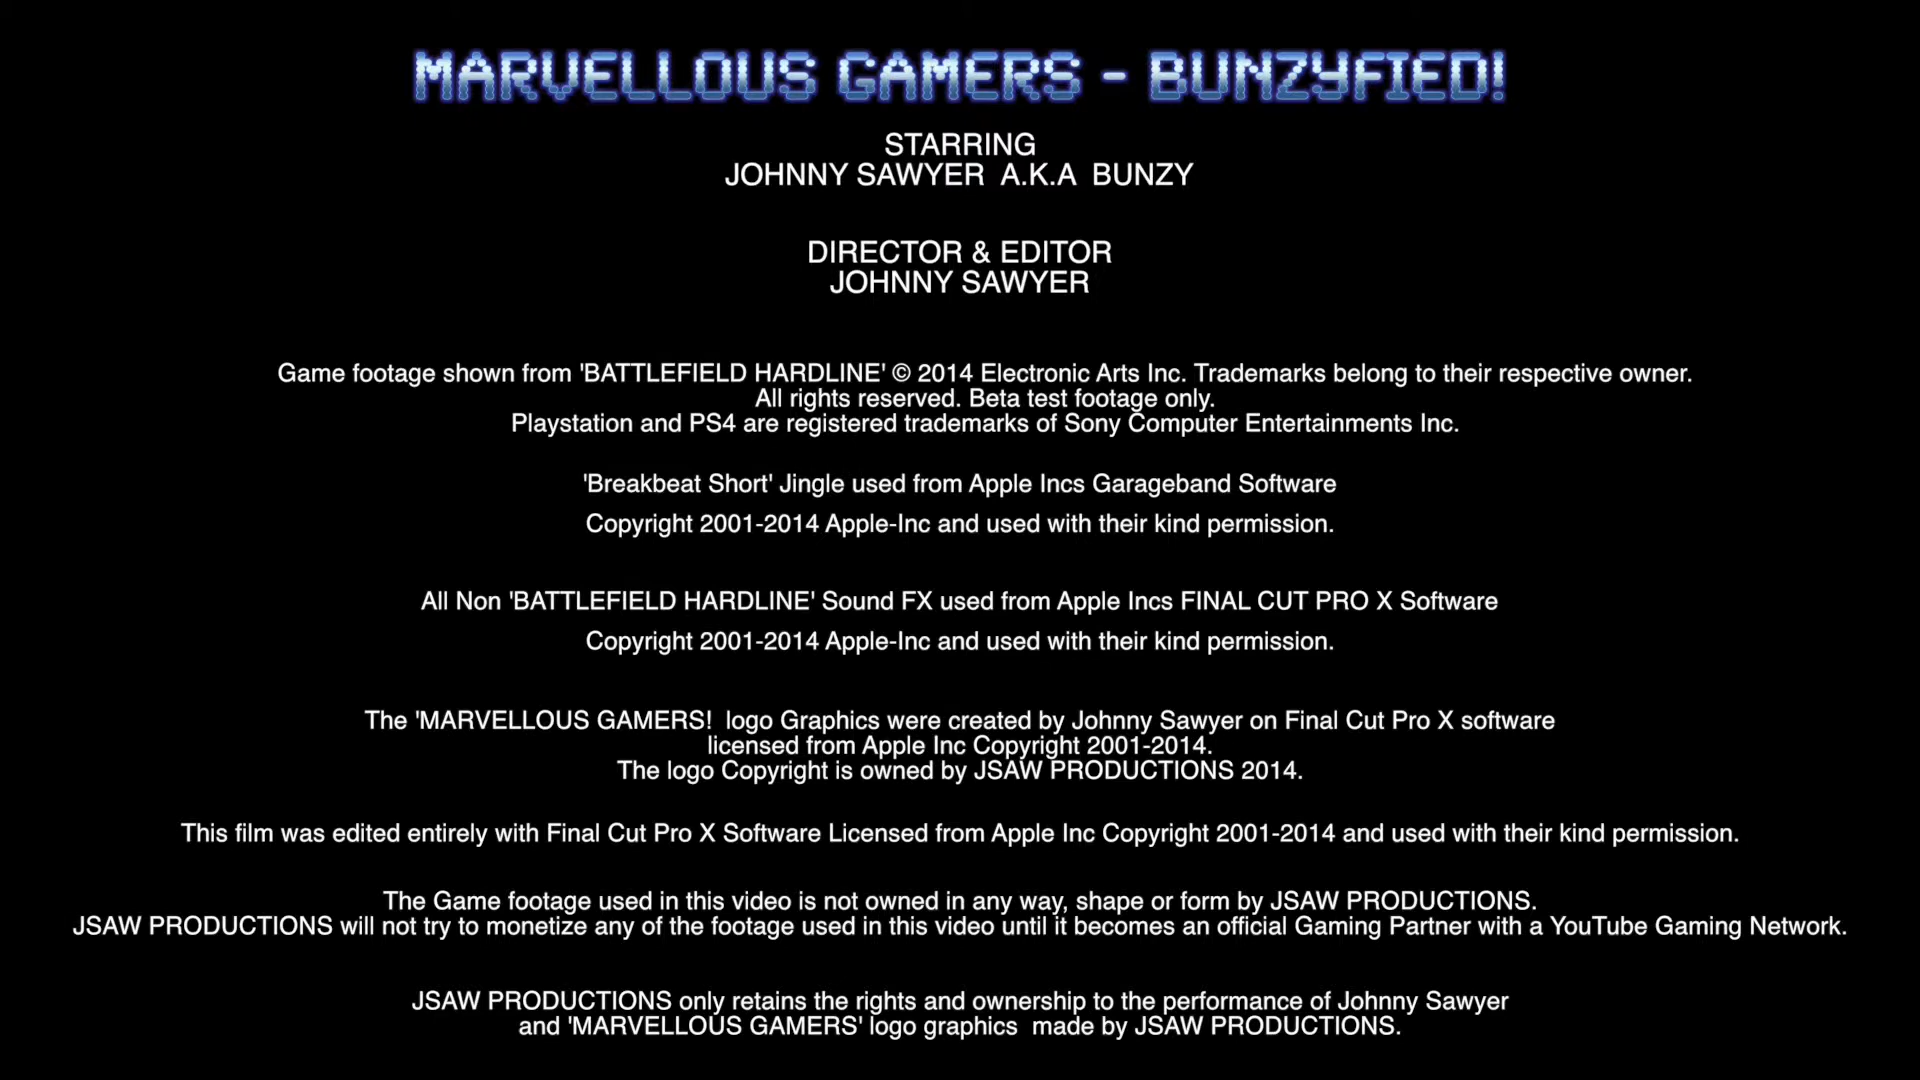 MARVELLOUS GAMERS - BUNZYFIED!
STARRING
JOHNNY SAWYER A.K.A BUNZY
DIRECTOR & EDITOR
JOHNNY SAWYER
Game footage shown from 'BATTLEFIELD HARDLINE' © 2014 Electronic Arts Inc. Trademarks belong to their respective owner.
All rights reserved. Beta test footage only.
Playstation and PS4 are registered trademarks of Sony Computer Entertainments Inc.
'Breakbeat Short' Jingle used from Apple Incs Garageband Software
Copyright 2001-2014 Apple-Inc and used with their kind permission.
All Non 'BATTLEFIELD HARDLINE' Sound FX used from Apple Incs FINAL CUT PRO X Software
Copyright 2001-2014 Apple-Inc and used with their kind permission.
The 'MARVELLOUS GAMERS! logo Graphics were created by Johnny Sawyer on Final Cut Pro X software
licensed from Apple Inc Copyright 2001-2014.
The logo Copyright is owned by JSAW PRODUCTIONS 2014.
This film was edited entirely with Final Cut Pro X Software Licensed from Apple Inc Copyright 2001-2014 and used with their kind permission.
The Game footage used in this video is not owned in any way, shape or form by JSAW PRODUCTIONS.
JSAW PRODUCTIONS will not try to monetize any of the footage used in this video until it becomes an official Gaming Partner with a YouTube Gaming Network.
JSAW PRODUCTIONS only retains the rights and ownership to the performance of Johnny Sawyer
and 'MARVELLOUS GAMERS' logo graphics made by JSAW PRODUCTIONS.